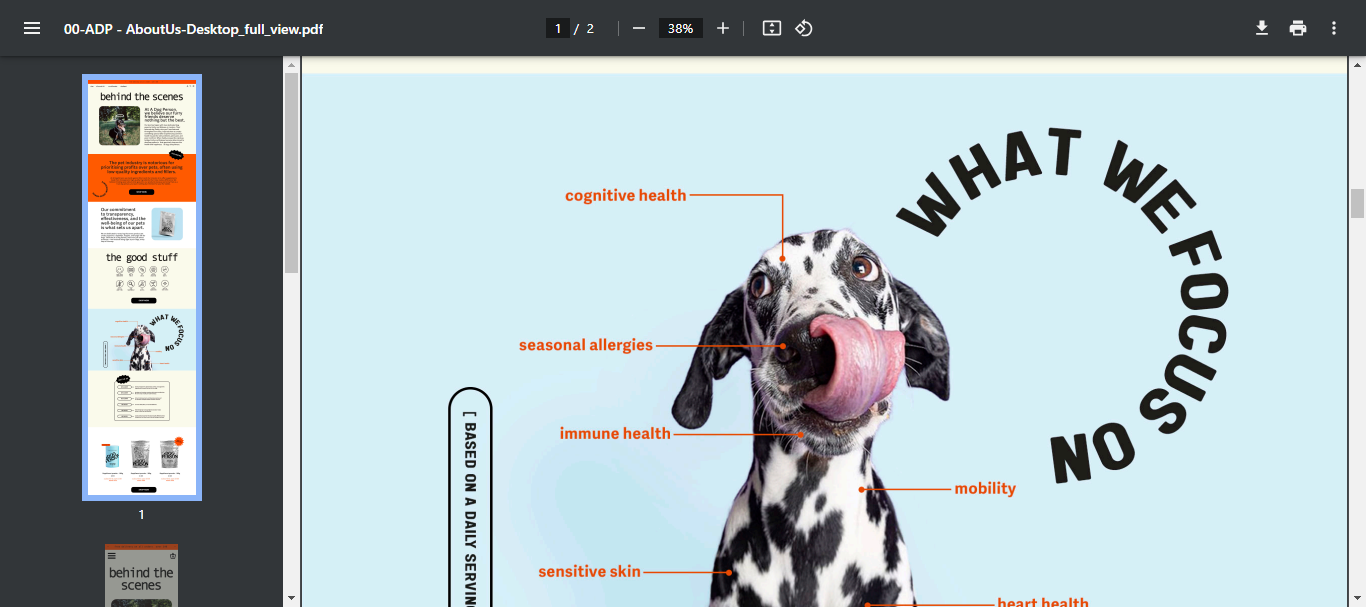 00-ADP - AboutUs-Desktop_full_view.pdf
1 / 2
38%
behind the scenes
At A Dog Person,
we believe our furry
friends deserve
nothing but the best.
The pet industry is notorious for
prioritizing profits over pets, often using
low-quality ingredients and fillers.
Our commitment
to transparency,
effectiveness, and the
well-being of our pets
is what sets us apart.
the good stuff
WHAT WE FOCUS ON
1
behind the
scenes
WHAT WE FOCUS ON
cognitive health
seasonal allergies
immune health
[ BASED ON A DAILY SERVING
mobility
sensitive skin
heart health